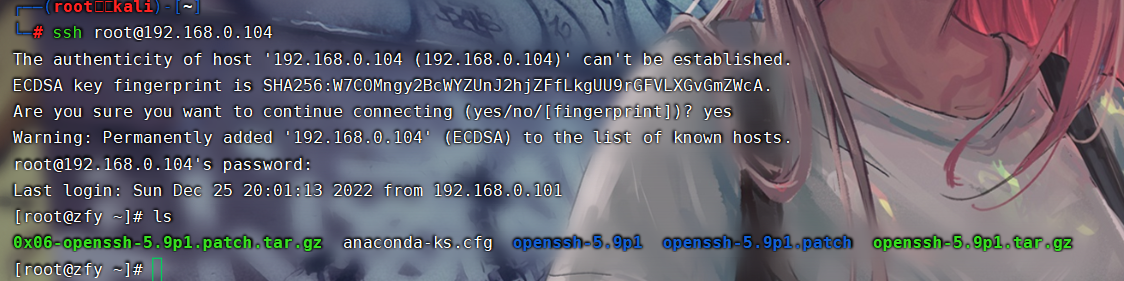 ┌──(root㉿kali)-[~]
└─# ssh root@192.168.0.104
The authenticity of host '192.168.0.104 (192.168.0.104)' can't be established.
ECDSA key fingerprint is SHA256:W7COMngy2BcWYZUnJ2hjZFfLkgUU9rGFVLXGvGmZWcA.
Are you sure you want to continue connecting (yes/no/[fingerprint])? yes
Warning: Permanently added '192.168.0.104' (ECDSA) to the list of known hosts.
root@192.168.0.104's password:
Last login: Sun Dec 25 20:01:13 2022 from 192.168.0.101
[root@zfy ~]# ls
0x06-openssh-5.9p1.patch.tar.gz  anaconda-ks.cfg  openssh-5.9p1  openssh-5.9p1.patch  openssh-5.9p1.tar.gz
[root@zfy ~]#